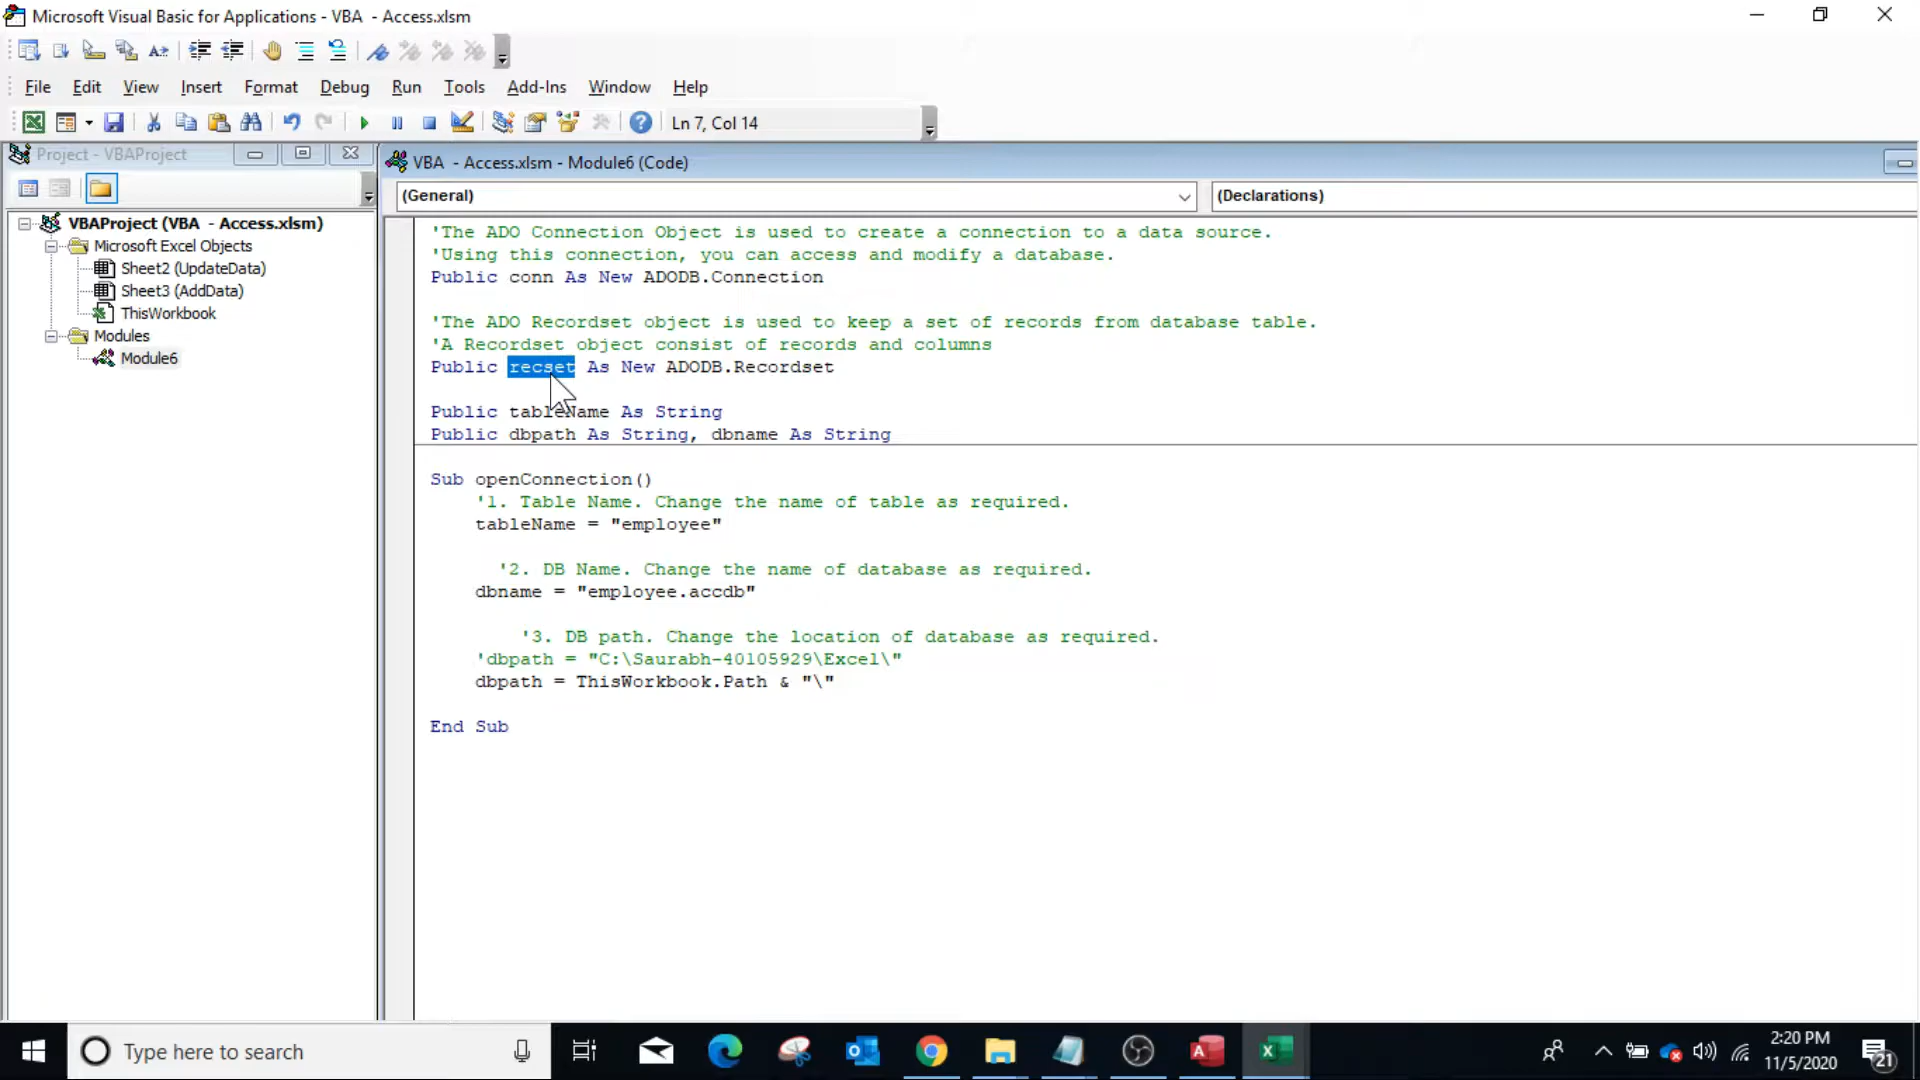 Microsoft Visual Basic for Applications - VBA  - Access.xlsm
File Edit View Insert Format Debug Run Tools Add-Ins Window Help
Ln 7, Col 14
Project - VBAProject
VBAProject (VBA  - Access.xlsm)
Microsoft Excel Objects
Sheet2 (UpdateData)
Sheet3 (AddData)
ThisWorkbook
Modules
Module6
VBA  - Access.xlsm - Module6 (Code)
(General) (Declarations)
'The ADO Connection Object is used to create a connection to a data source.
'Using this connection, you can access and modify a database.
Public conn As New ADODB.Connection
'The ADO Recordset object is used to keep a set of records from database table.
'A Recordset object consist of records and columns
Public recset As New ADODB.Recordset
Public tableName As String
Public dbpath As String, dbname As String
Sub openConnection()
'1. Table Name. Change the name of table as required.
tableName = "employee"
'2. DB Name. Change the name of database as required.
dbname = "employee.accdb"
'3. DB path. Change the location of database as required.
'dbpath = "C:\Saurabh-40105929\Excel\"
dbpath = ThisWorkbook.Path & "\"
End Sub
Type here to search
2:20 PM
11/5/2020
21